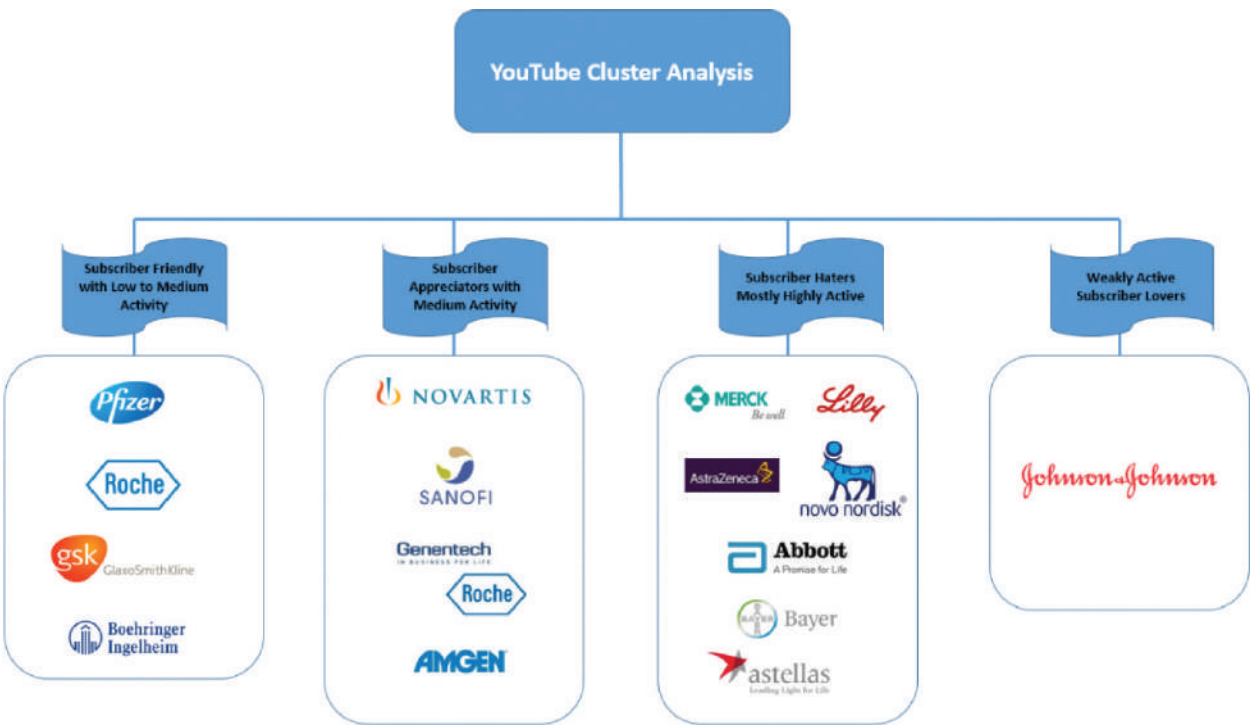 YouTube Cluster Analysis
Subscriber Friendly
with Low to Medium
Activity
Subscriber
Appreciators with
Medium Activity
Subscriber Haters
Mostly Highly Active
Weakly Active
Subscriber Lovers
Pfizer
Roche
gsk
GlaxoSmithKline
Boehringer
Ingelheim
NOVARTIS
SANOFI
Genentech
IN BUSINESS FOR LIFE
Roche
AMGEN
MERCK
Be well
Lilly
AstraZeneca
novo nordisk®
Abbott
A Promise for Life
BAYER
Bayer
astellas
Leading Light for Life
Johnson & Johnson